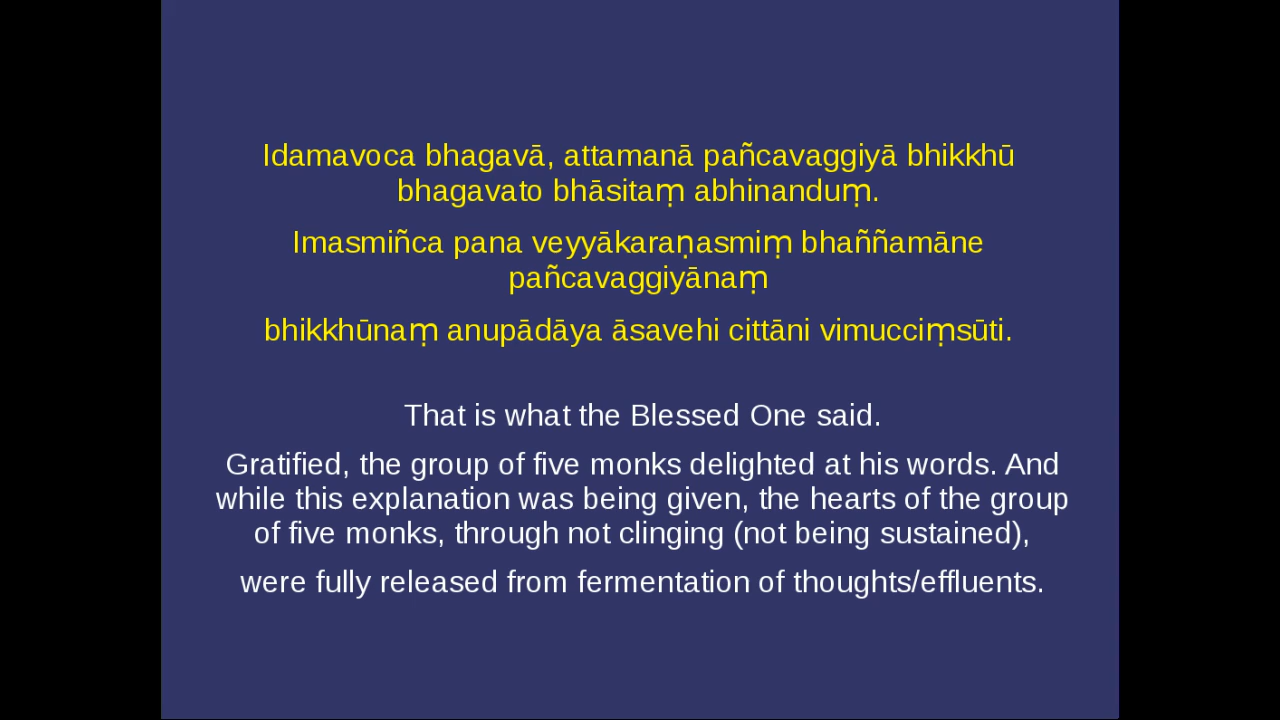 Idamavoca bhagavā, attamanā pañcavaggiyā bhikkhū
bhagavato bhāsitaṃ abhinanduṃ.
Imasmiñca pana veyyākaraṇasmiṃ bhaññamāne
pañcavaggiyānaṃ
bhikkhūnaṃ anupādāya āsavehi cittāni vimucciṃsūti.
That is what the Blessed One said.
Gratified, the group of five monks delighted at his words. And
while this explanation was being given, the hearts of the group
of five monks, through not clinging (not being sustained),
were fully released from fermentation of thoughts/effluents.